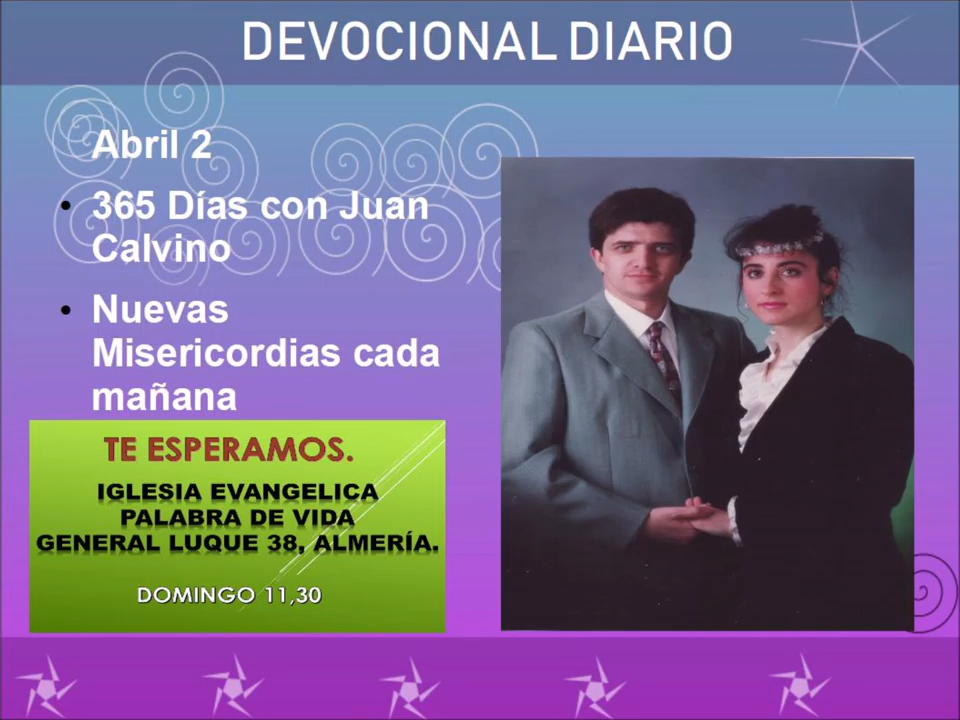 DEVOCIONAL DIARIO
Abril 2
• 365 Días con Juan
Calvino
• Nuevas
Misericordias cada
mañana
TE ESPERAMOS.
IGLESIA EVANGELICA
PALABRA DE VIDA
GENERAL LUQUE 38, ALMERÍA.
DOMINGO 11,30